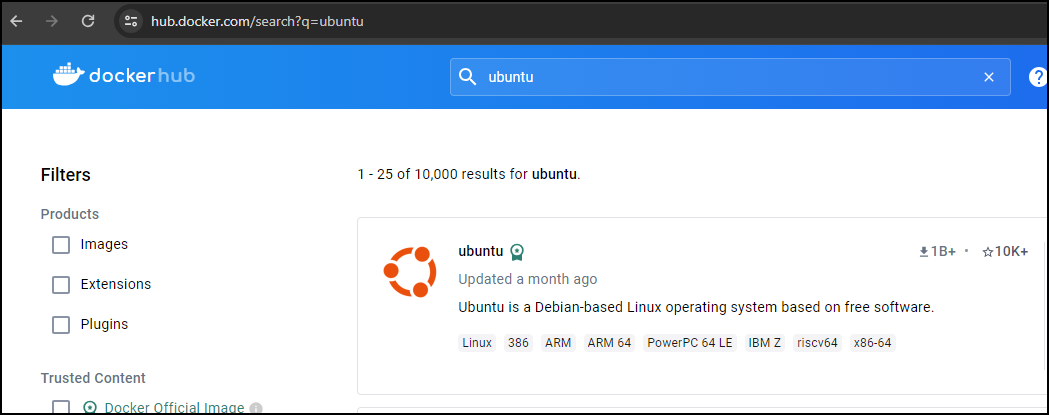 hub.docker.com/search?q=ubuntu
dockerhub
ubuntu
Filters
1 - 25 of 10,000 results for ubuntu.
Products
Images
Extensions
Plugins
ubuntu
1B+ • 10K+
Updated a month ago
Ubuntu is a Debian-based Linux operating system based on free software.
Linux 386 ARM ARM 64 PowerPC 64 LE IBM Z riscv64 x86-64
Trusted Content
Docker Official Image